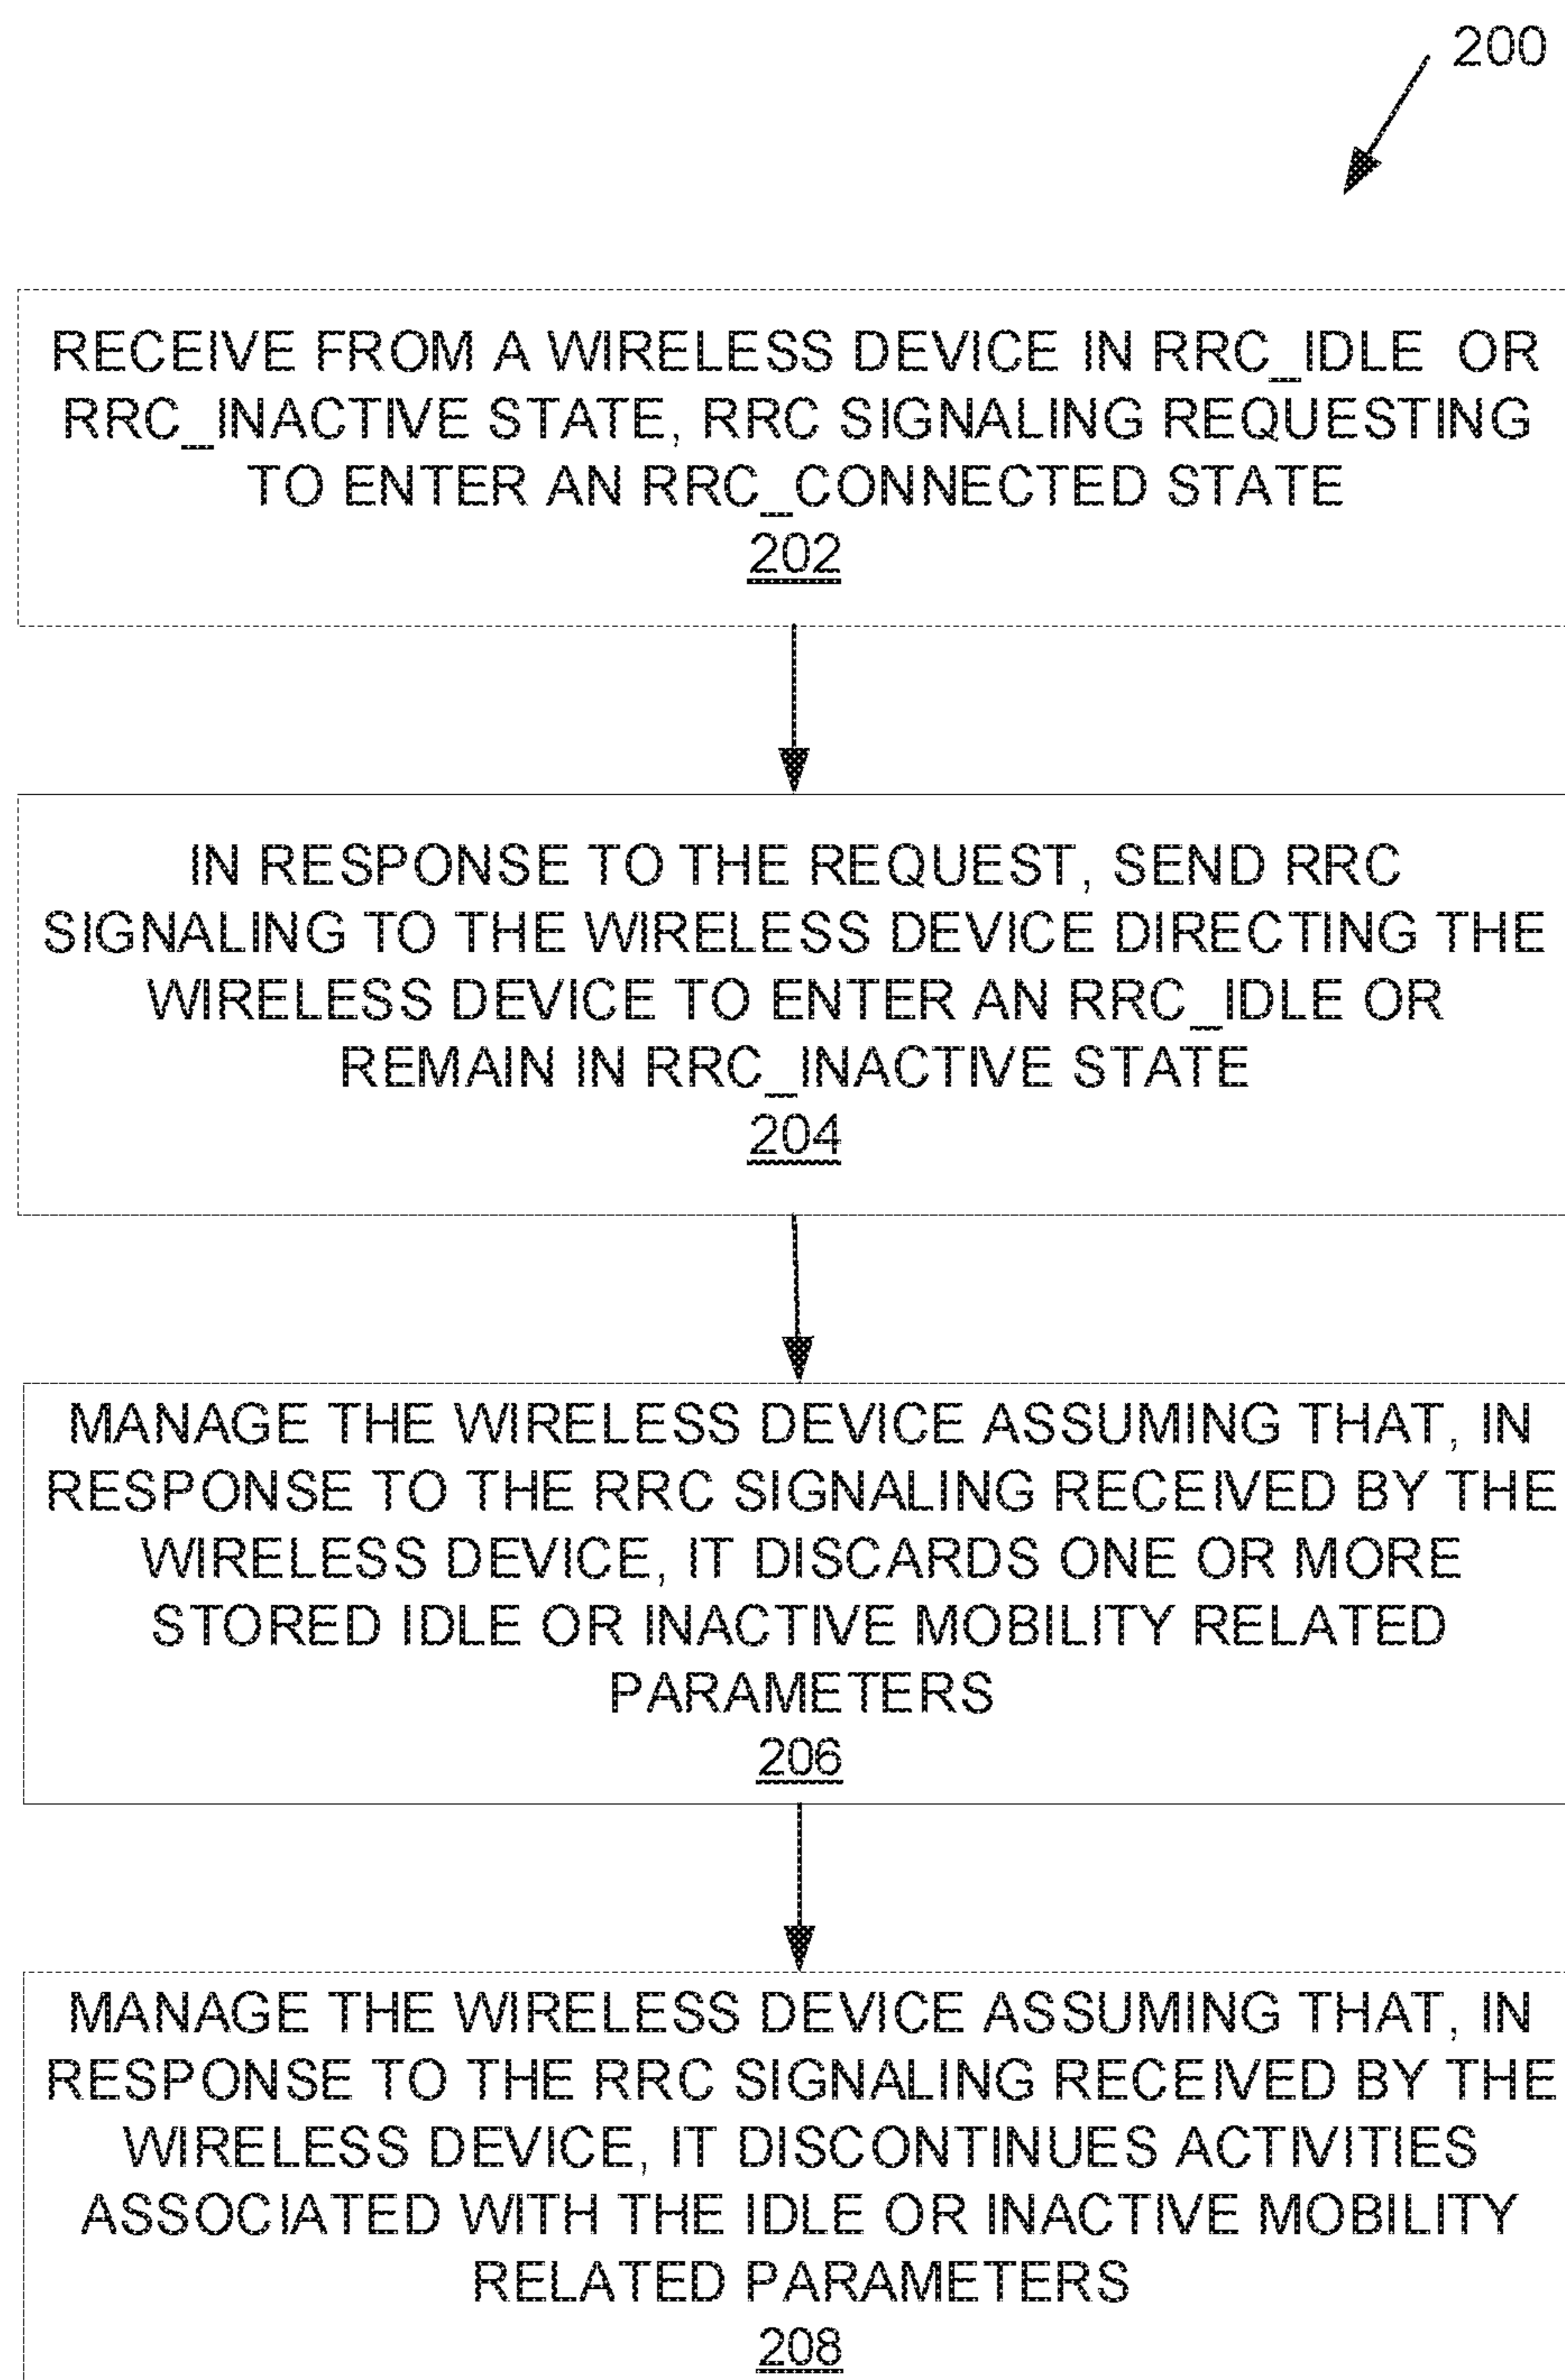 200
RECEIVE FROM A WIRELESS DEVICE IN RRC_IDLE OR
RRC_INACTIVE STATE, RRC SIGNALING REQUESTING
TO ENTER AN RRC_CONNECTED STATE
202
IN RESPONSE TO THE REQUEST, SEND RRC
SIGNALING TO THE WIRELESS DEVICE DIRECTING THE
WIRELESS DEVICE TO ENTER AN RRC_IDLE OR
REMAIN IN RRC_INACTIVE STATE
204
MANAGE THE WIRELESS DEVICE ASSUMING THAT, IN
RESPONSE TO THE RRC SIGNALING RECEIVED BY THE
WIRELESS DEVICE, IT DISCARDS ONE OR MORE
STORED IDLE OR INACTIVE MOBILITY RELATED
PARAMETERS
206
MANAGE THE WIRELESS DEVICE ASSUMING THAT, IN
RESPONSE TO THE RRC SIGNALING RECEIVED BY THE
WIRELESS DEVICE, IT DISCONTINUES ACTIVITIES
ASSOCIATED WITH THE IDLE OR INACTIVE MOBILITY
RELATED PARAMETERS
208